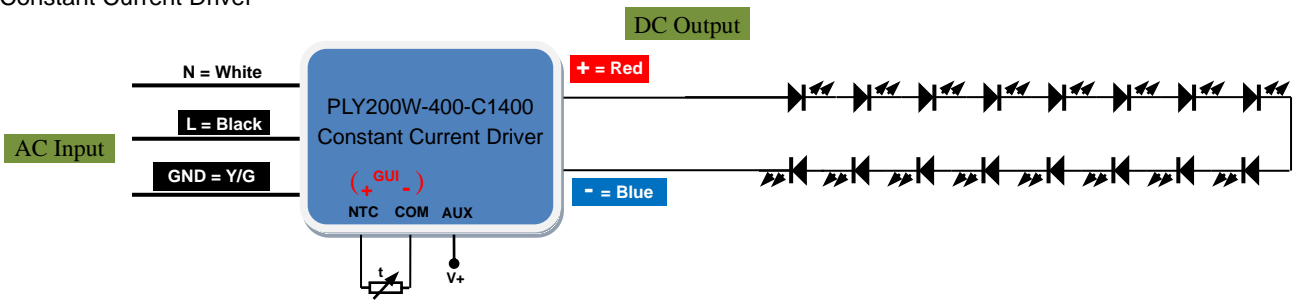 Constant Current Driver
DC Output
N = White
+ = Red
PLY200W-400-C1400
L = Black
Constant Current Driver
AC Input
GND = Y/G
(+ GUI -)
- = Blue
NTC COM AUX
t
V+